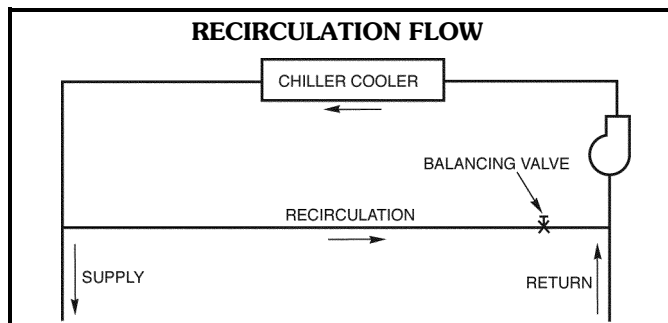 RECIRCULATION FLOW
CHILLER COOLER
BALANCING VALVE
RECIRCULATION
SUPPLY
RETURN